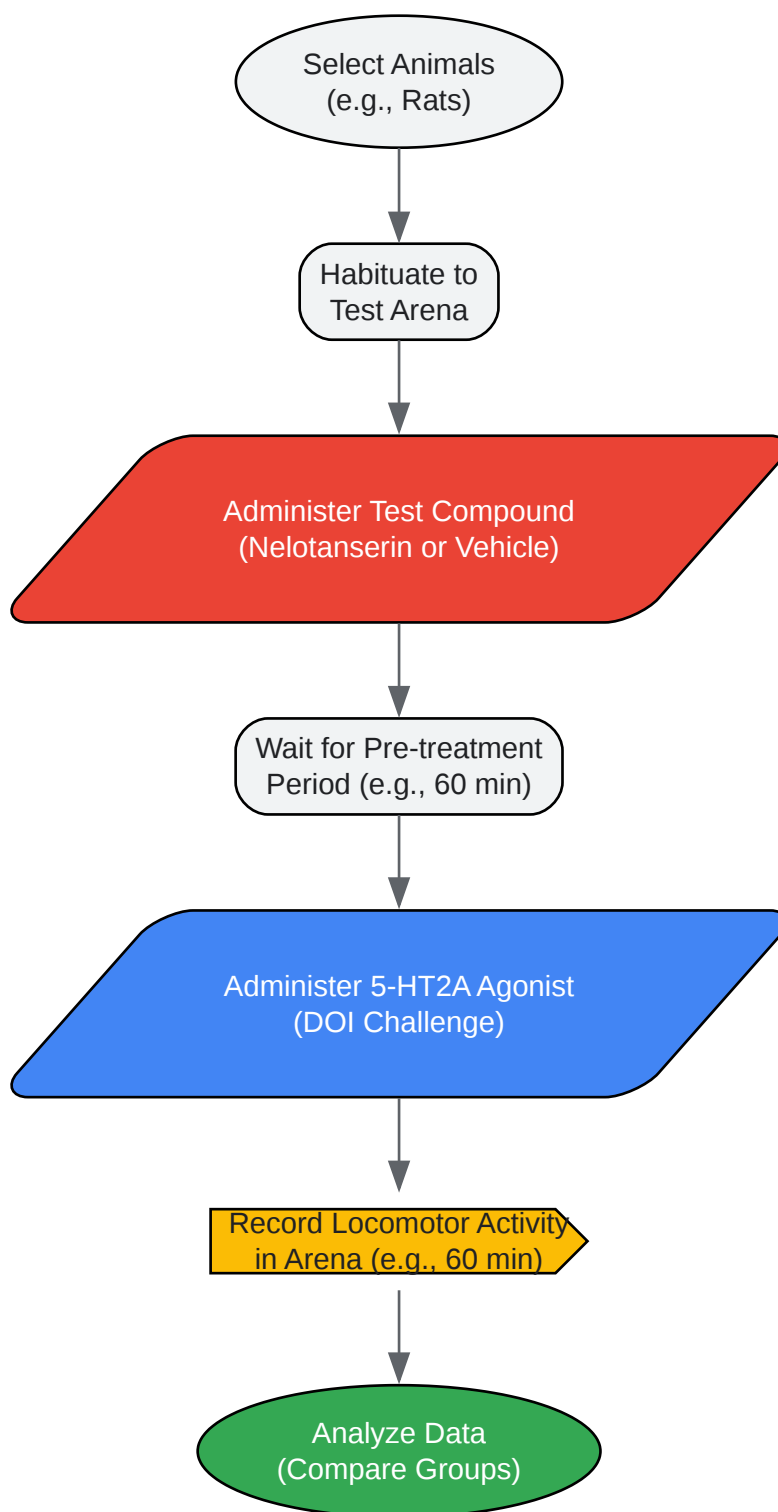 Select Animals
(e.g., Rats)
Habituate to
Test Arena
Administer Test Compound
(Nelotanserin or Vehicle)
Wait for Pre-treatment
Period (e.g., 60 min)
Administer 5-HT2A Agonist
(DOI Challenge)
Record Locomotor Activity
in Arena (e.g., 60 min)
Analyze Data
(Compare Groups)